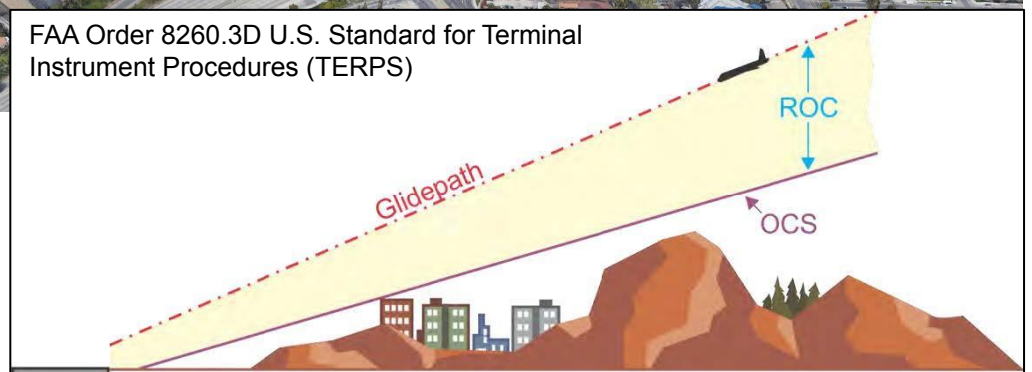 FAA Order 8260.3D U.S. Standard for Terminal
Instrument Procedures (TERPS)
ROC
Glidepath
OCS